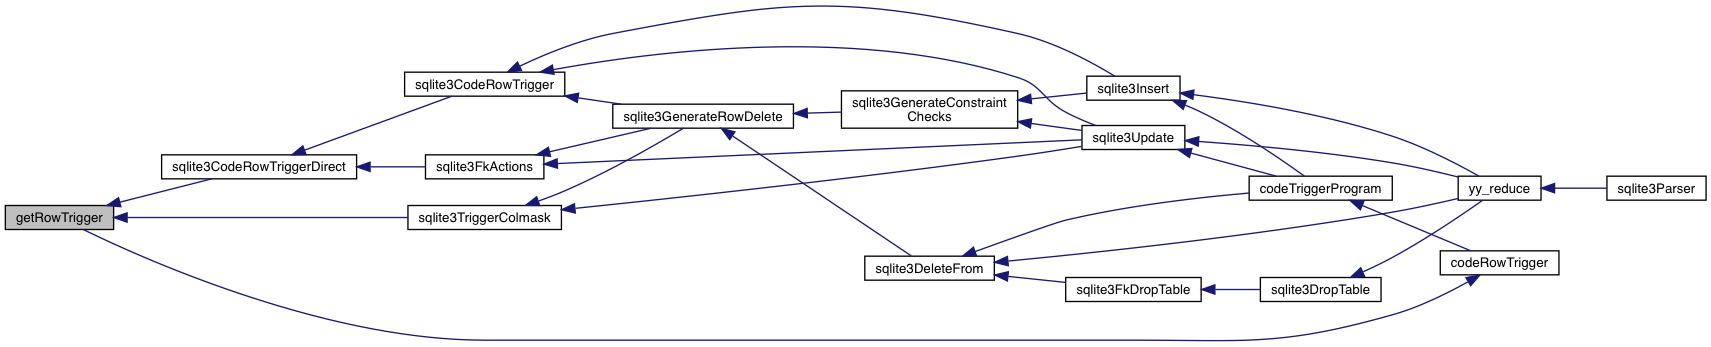 getRowTrigger
sqlite3CodeRowTriggerDirect
sqlite3CodeRowTrigger
sqlite3FkActions
sqlite3TriggerColmask
sqlite3GenerateRowDelete
sqlite3GenerateConstraint
Checks
sqlite3DeleteFrom
sqlite3Insert
sqlite3Update
sqlite3FkDropTable
codeTriggerProgram
sqlite3DropTable
yy_reduce
codeRowTrigger
sqlite3Parser